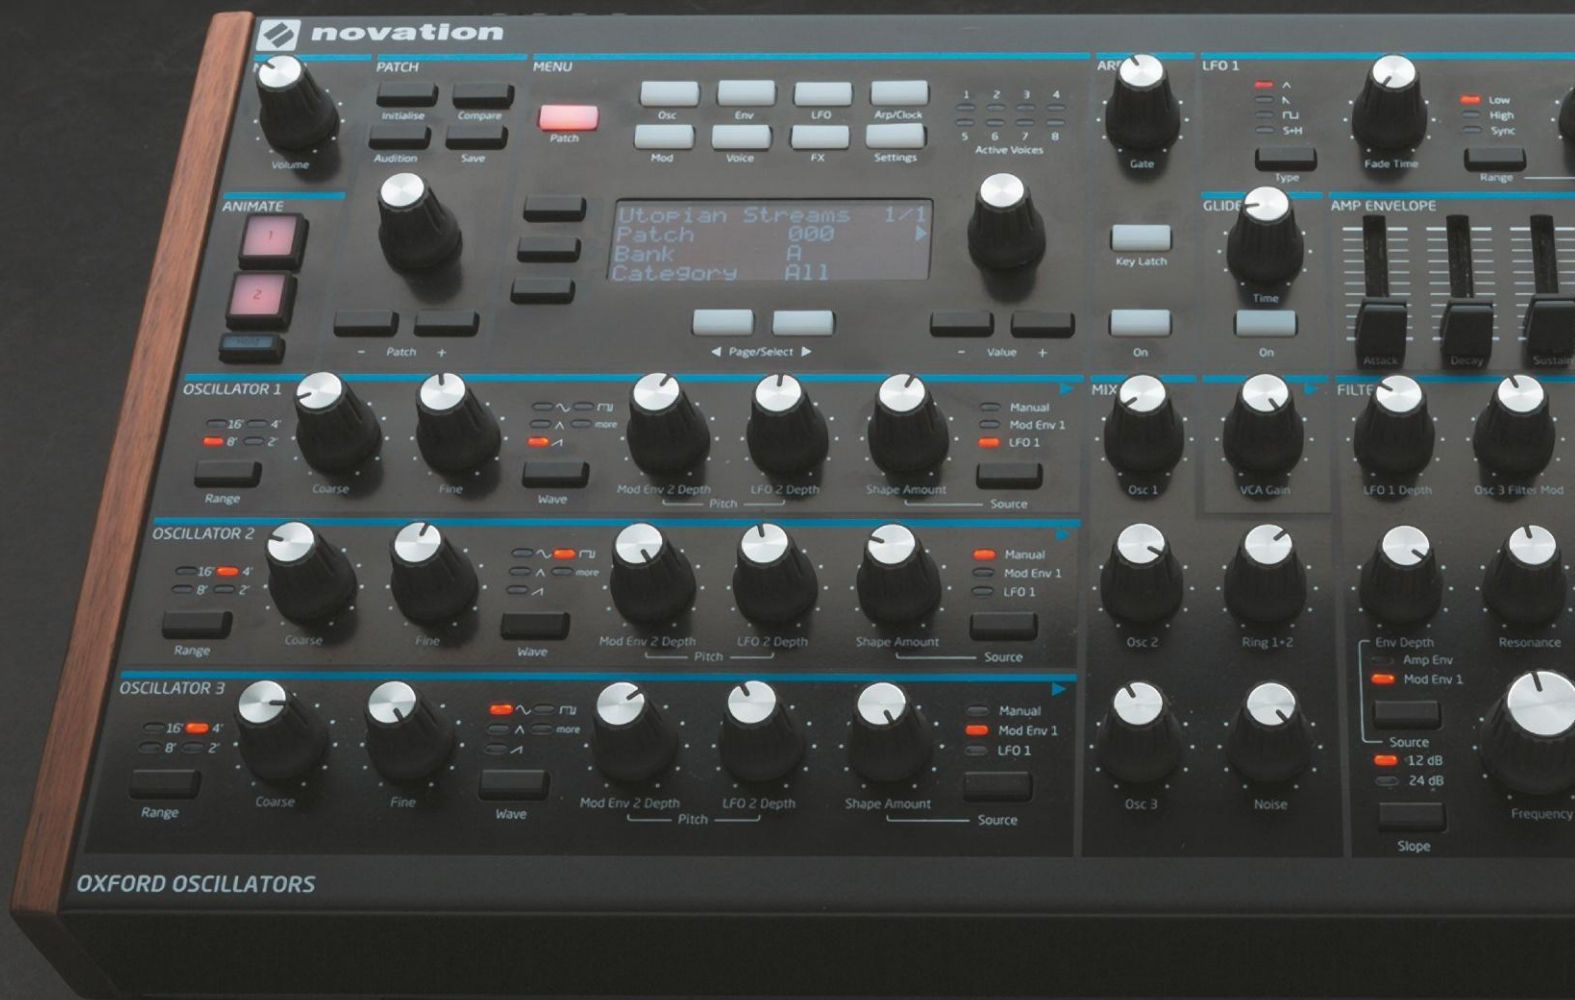 novation
PATCH
MENU
LFO 1
Initialise
Compare
Audition
Save
Volume
Patch
Osc
Env
LFO
Arp/Clock
Mod
Voice
FX
Settings
1 2 3 4
5 6 7 8
Active Voices
Gate
S+H
Type
Fade Time
Low
High
Sync
Range
ANIMATE
1
2
Utopian Streams 1/1
Patch 000
Bank A
Category All
Key Latch
GLIDE
Time
AMP ENVELOPE
Attack
Decay
Sustain
- Patch +
Page/Select
- Value +
On
On
OSCILLATOR 1
16' 4'
8' 2'
Range
Coarse
Fine
more
Wave
Mod Env 2 Depth
LFO 2 Depth
Pitch
Shape Amount
Manual
Mod Env 1
LFO 1
Source
Osc 1
VCA Gain
LFO 1 Depth
Osc 3 Filter Mod
OSCILLATOR 2
16' 4'
8' 2'
Range
Coarse
Fine
more
Wave
Mod Env 2 Depth
LFO 2 Depth
Pitch
Shape Amount
Manual
Mod Env 1
LFO 1
Source
Osc 2
Ring 1*2
Env Depth
Amp Env
Mod Env 1
Source
Resonance
OSCILLATOR 3
16' 4'
8' 2'
Range
Coarse
Fine
more
Wave
Mod Env 2 Depth
LFO 2 Depth
Pitch
Shape Amount
Manual
Mod Env 1
LFO 1
Source
Osc 3
Noise
12 dB
24 dB
Slope
Frequency
OXFORD OSCILLATORS